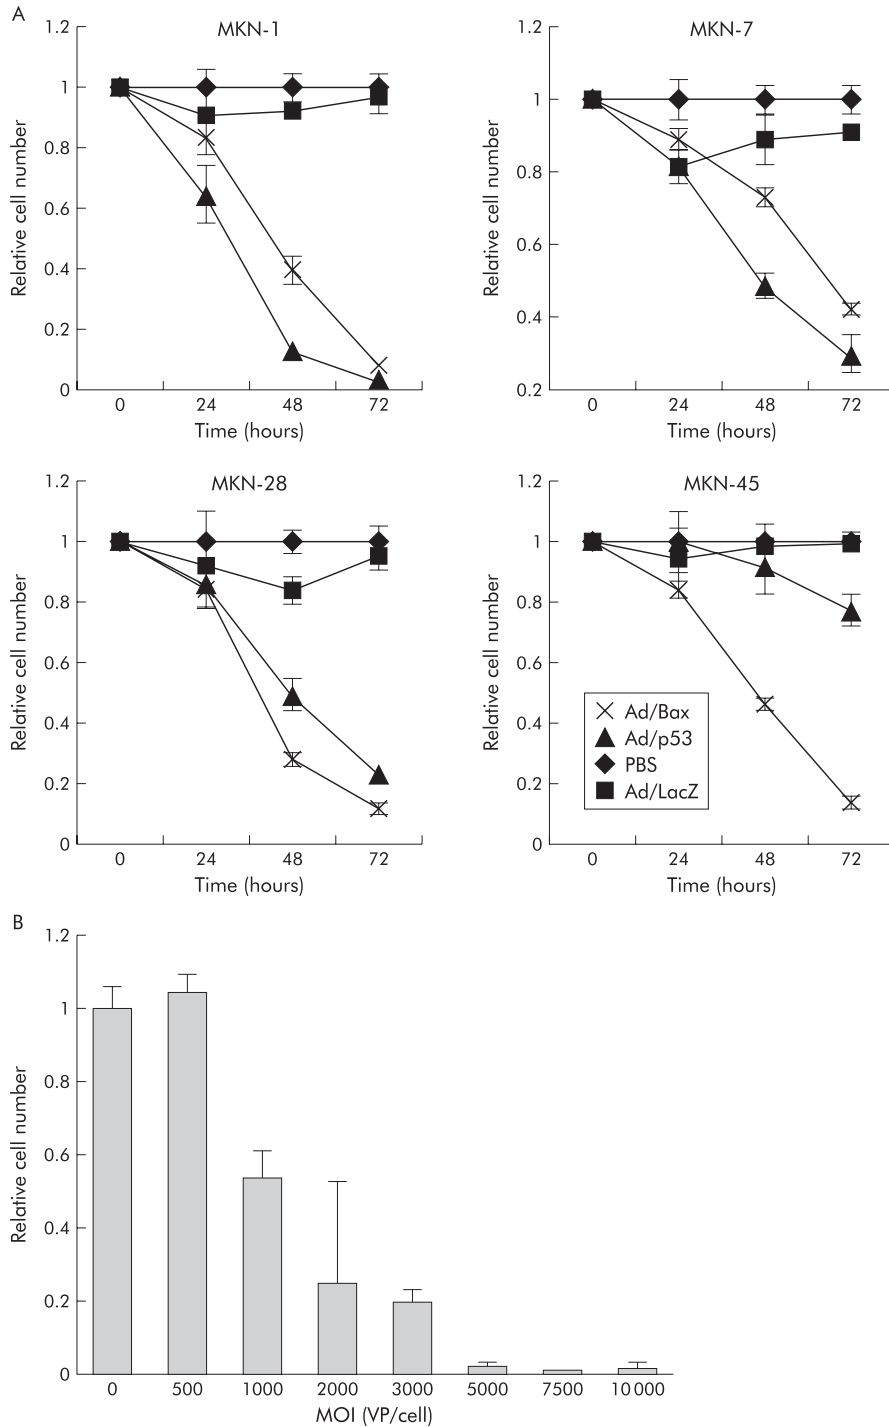 A
MKN-1
1.2
1
0.8
0.6
0.4
0.2
0
Relative cell number
0 24 48 72
Time (hours)
MKN-7
1.2
1
0.8
0.6
0.4
0.2
Relative cell number
0 24 48 72
Time (hours)
MKN-28
1.2
1
0.8
0.6
0.4
0.2
0
Relative cell number
0 24 48 72
Time (hours)
MKN-45
1.2
1
0.8
0.6
0.4
0.2
0
Relative cell number
Ad/Bax
Ad/p53
PBS
Ad/LacZ
0 24 48 72
Time (hours)
B
1.2
1
0.8
0.6
0.4
0.2
0
Relative cell number
0 500 1000 2000 3000 5000 7500 10 000
MOI (VP/cell)